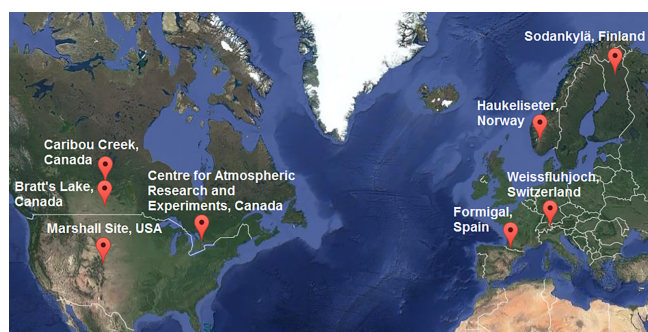 Sodankylä, Finland
Haukeliseter,
Norway
Caribou Creek,
Canada
Centre for Atmospheric
Research and
Experiments, Canada
Bratt's Lake,
Canada
Weissfluhjoch,
Switzerland
Formigal,
Spain
Marshall Site, USA